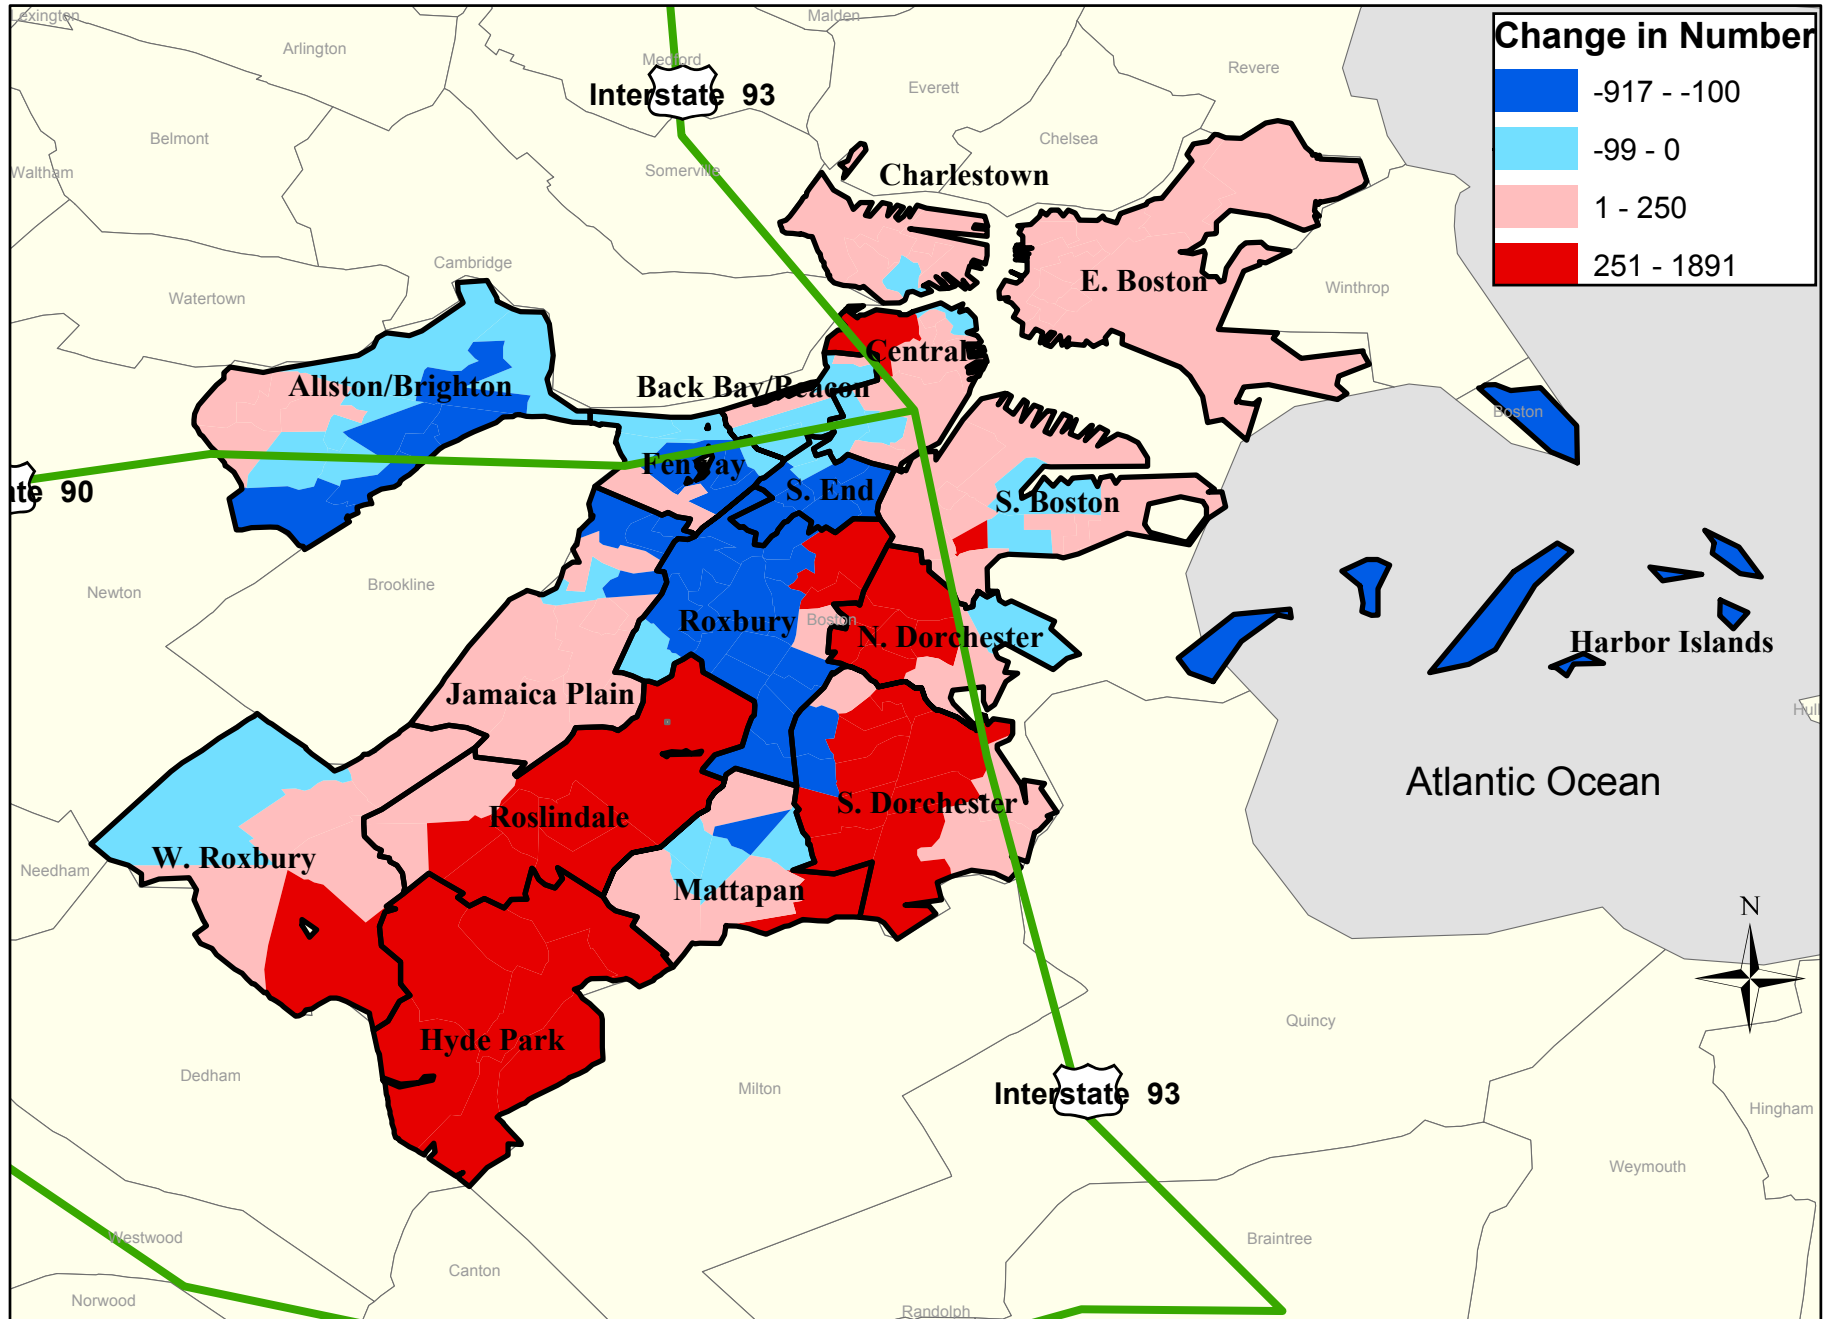 Lexington
Malden
Arlington
Medford
Revere
Everett
Interstate 93
Belmont
Chelsea
Somerville
Waltham
Charlestown
Cambridge
E. Boston
Winthrop
Watertown
Central
Allston/Brighton
Back Bay/Beacon
Boston
Fenway
S. End
ate 90
S. Boston
Newton
Brookline
Roxbury
Boston
N. Dorchester
Harbor Islands
Jamaica Plain
Hull
Atlantic Ocean
S. Dorchester
Roslindale
W. Roxbury
Needham
Mattapan
N
Hyde Park
Quincy
Dedham
Milton
Interstate 93
Hingham
Weymouth
Westwood
Braintree
Canton
Norwood
Randolph
Change in Number
-917 - -100
-99 - 0
1 - 250
251 - 1891